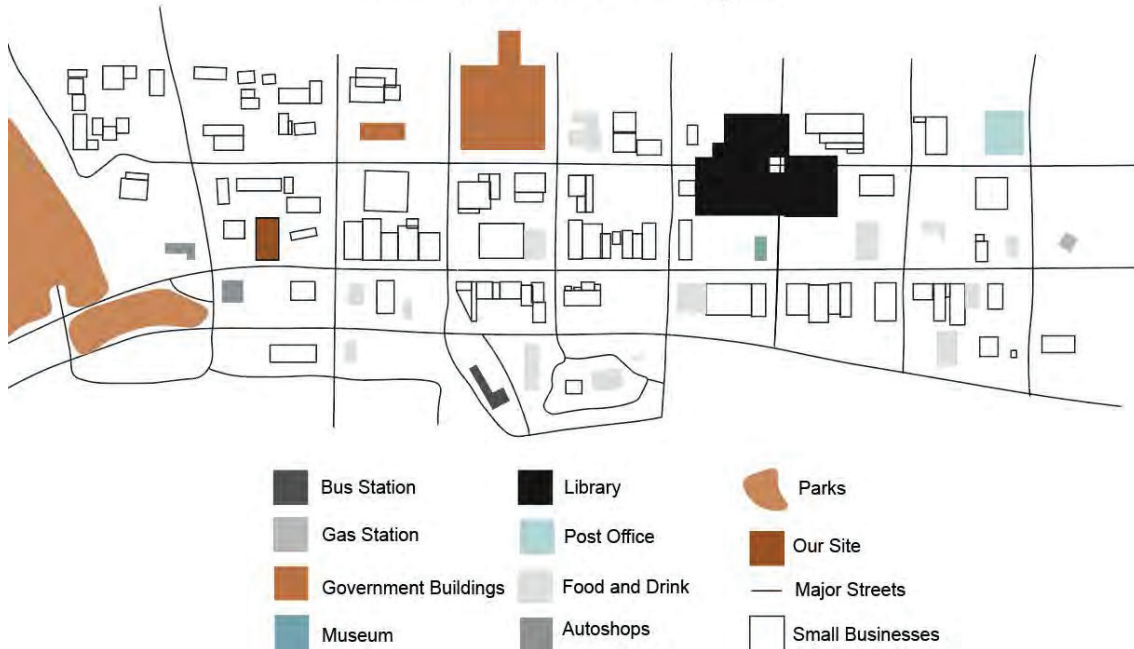 Bus Station
Library
Parks
Gas Station
Post Office
Our Site
Government Buildings
Food and Drink
Major Streets
Museum
Autoshops
Small Businesses